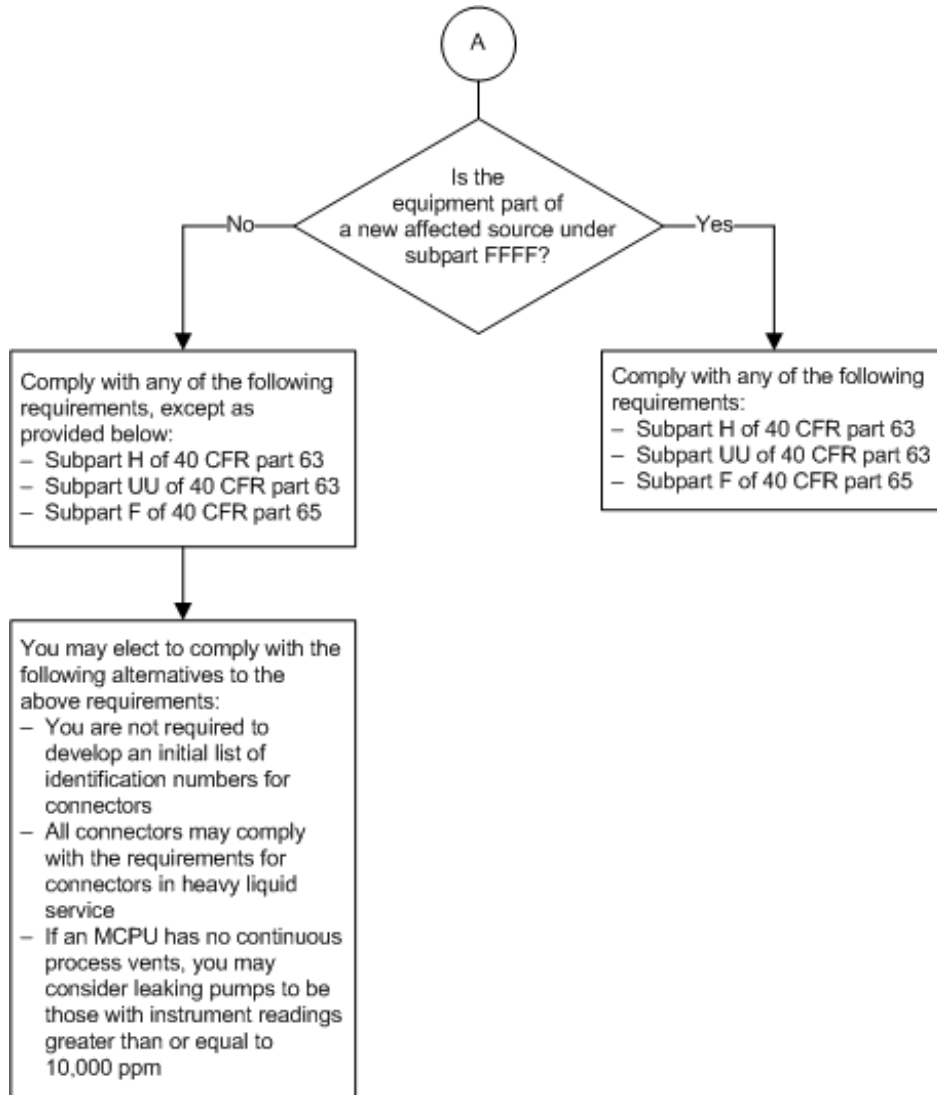 A
Is the
equipment part of
a new affected source under
subpart FFFF?
No
Yes
Comply with any of the following
requirements, except as
provided below:
– Subpart H of 40 CFR part 63
– Subpart UU of 40 CFR part 63
– Subpart F of 40 CFR part 65
Comply with any of the following
requirements:
– Subpart H of 40 CFR part 63
– Subpart UU of 40 CFR part 63
– Subpart F of 40 CFR part 65
You may elect to comply with the
following alternatives to the
above requirements:
– You are not required to
develop an initial list of
identification numbers for
connectors
– All connectors may comply
with the requirements for
connectors in heavy liquid
service
– If an MCPU has no continuous
process vents, you may
consider leaking pumps to be
those with instrument readings
greater than or equal to
10,000 ppm